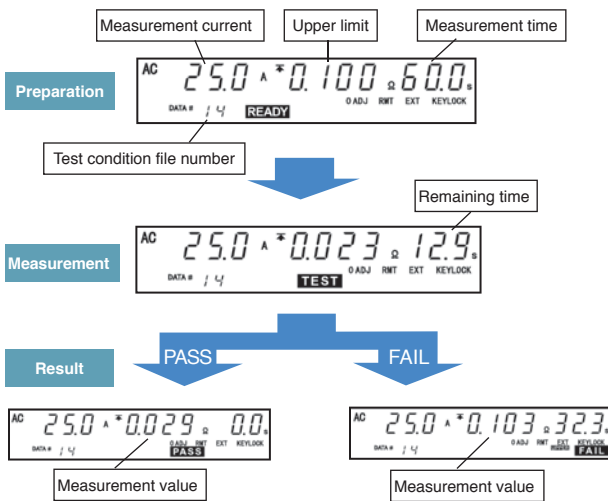 Measurement current
Upper limit
Measurement time
Preparation
AC 25.0 A 0.100 Ω 60.0 s
0 ADJ RMT EXT KEYLOCK
DATA # 14 READY
Test condition file number
Remaining time
Measurement
AC 25.0 A 0.023 Ω 12.9 s
0 ADJ RMT EXT KEYLOCK
DATA # 14 TEST
Result
PASS
FAIL
AC 25.0 A 0.029 Ω 0.0 s
0 ADJ RMT EXT KEYLOCK
DATA # 14 PASS
AC 25.0 A 0.103 Ω 32.3 s
0 ADJ RMT EXT KEYLOCK
DATA # 14 FAIL
Measurement value
Measurement value